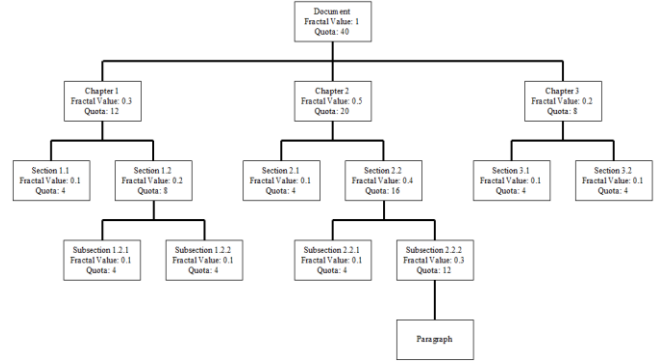 Document
Fractal Value: 1
Quota: 40
Chapter 1
Fractal Value: 0.3
Quota: 12
Chapter 2
Fractal Value: 0.5
Quota: 20
Chapter 3
Fractal Value: 0.2
Quota: 8
Section 1.1
Fractal Value: 0.1
Quota: 4
Section 1.2
Fractal Value: 0.2
Quota: 8
Section 2.1
Fractal Value: 0.1
Quota: 4
Section 2.2
Fractal Value: 0.4
Quota: 16
Section 3.1
Fractal Value: 0.1
Quota: 4
Section 3.2
Fractal Value: 0.1
Quota: 4
Subsection 1.2.1
Fractal Value: 0.1
Quota: 4
Subsection 1.2.2
Fractal Value: 0.1
Quota: 4
Subsection 2.2.1
Fractal Value: 0.1
Quota: 4
Subsection 2.2.2
Fractal Value: 0.3
Quota: 12
Paragraph